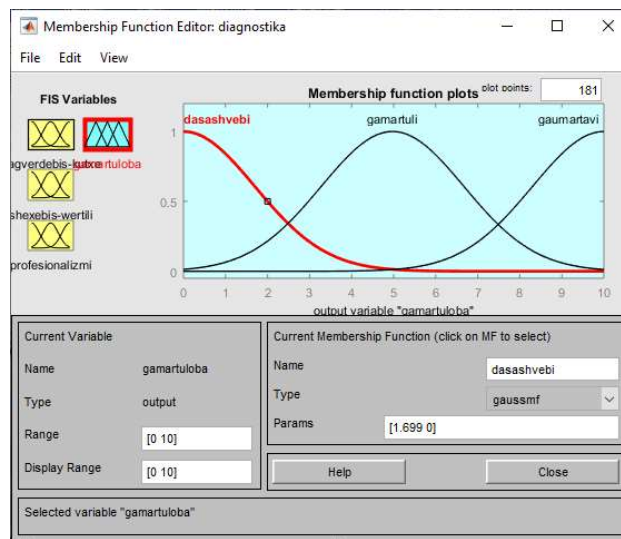 Membership Function Editor: diagnostika
File Edit View
FIS Variables
Membership function plots plot points: 181
gamartuloba
shexebis-wertili
profesionalizmi
dasashvebi gamartuli gaumartavi
1
0.5
0
0 1 2 3 4 5 6 7 8 9 10
output variable "gamartuloba"
Current Variable
Name gamartuloba
Type output
Range [0 10]
Display Range [0 10]
Current Membership Function (click on MF to select)
Name dasashvebi
Type gaussmf
Params [1.699 0]
Help Close
Selected variable "gamartuloba"